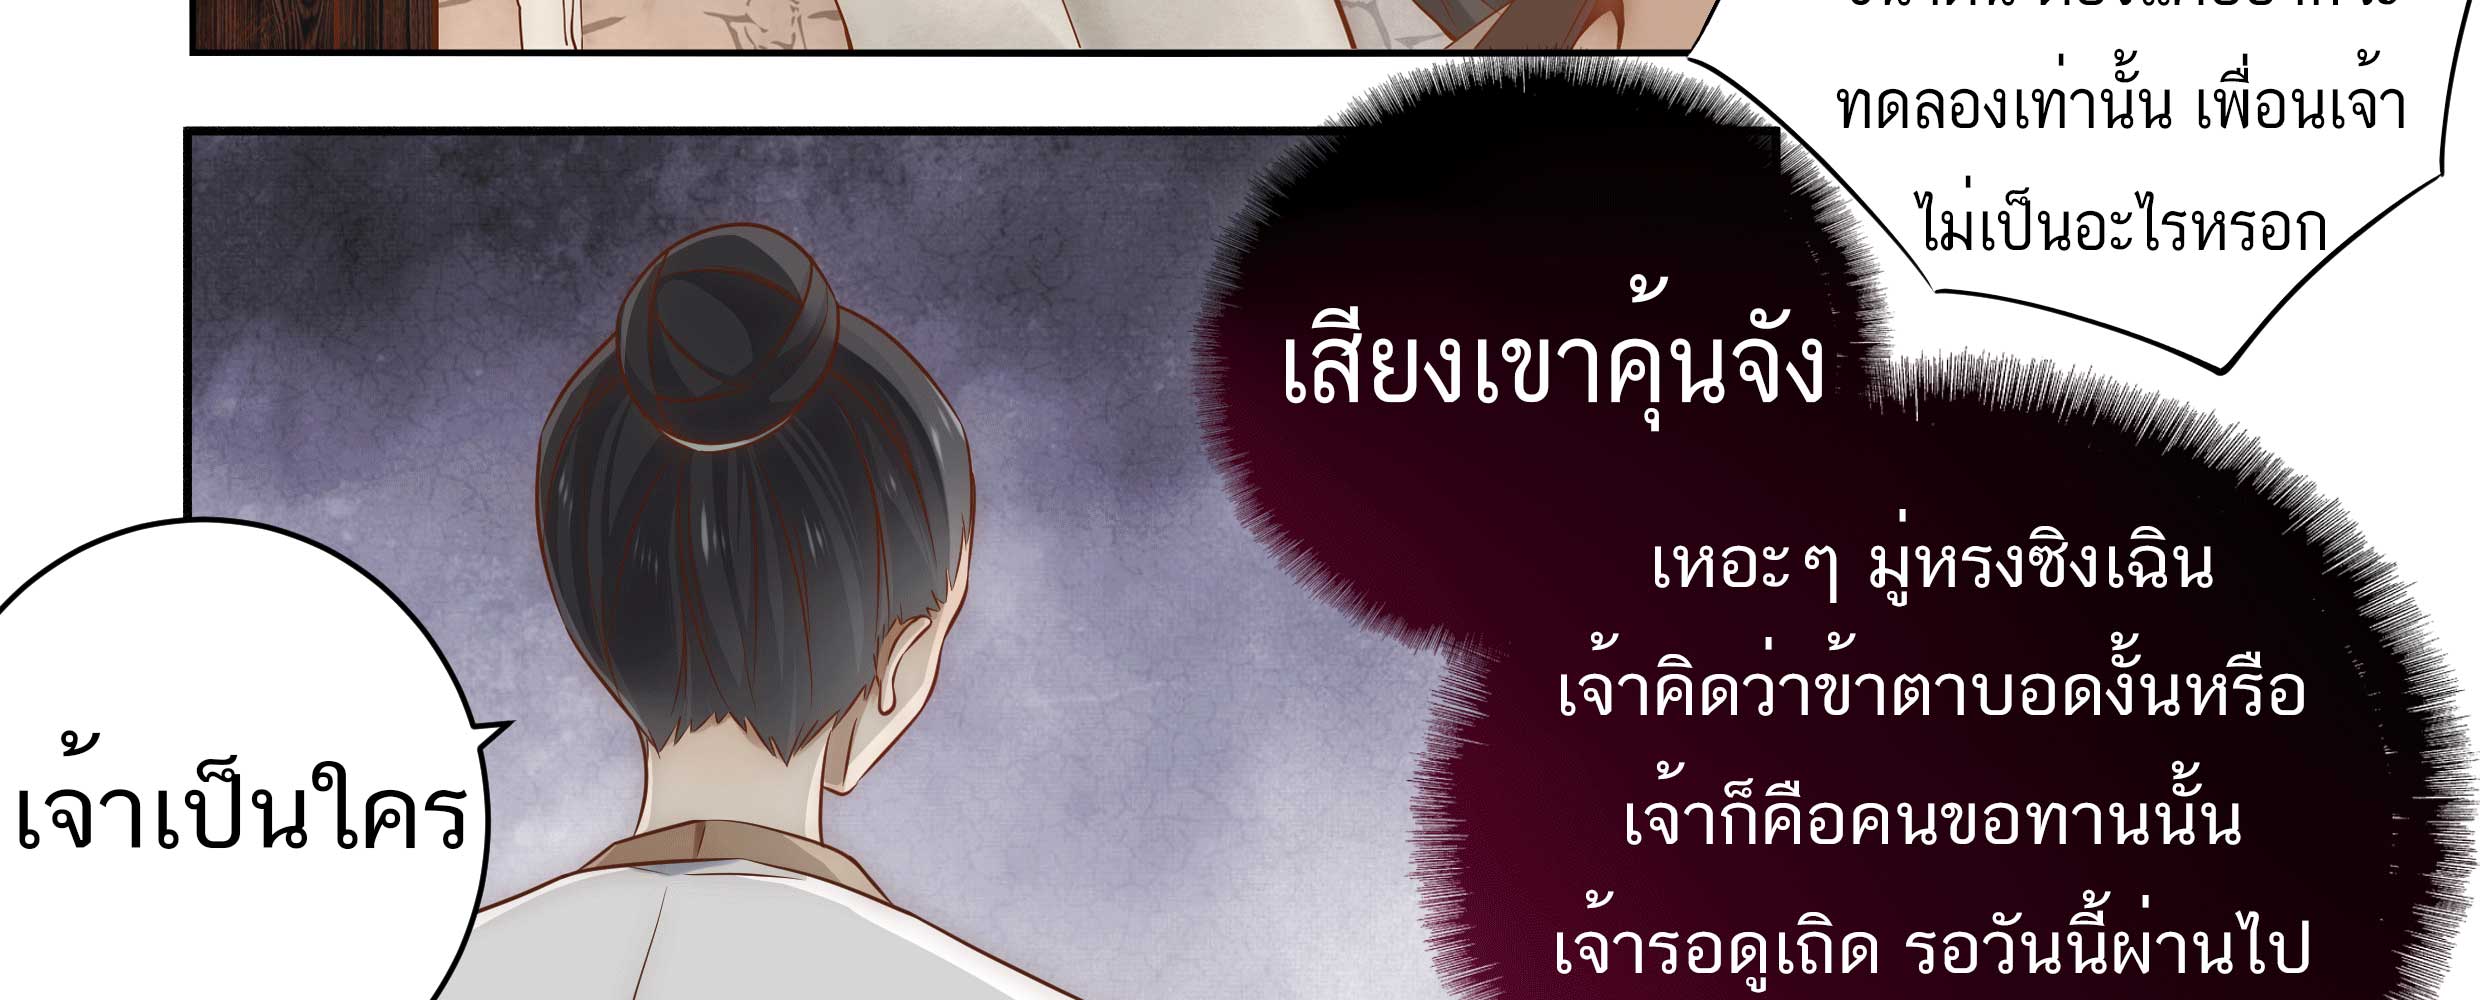 ทดลองเท่านั้น เพื่อนเจ้า
ไม่เป็นอะไรหรอก
เสียงเขาคุ้นจัง
เหอะๆ มู่หรงซิงเฉิน
เจ้าคิดว่าข้าตาบอดงั้นหรือ
เจ้าก็คือคนขอทานนั้น
เจ้ารอดูเถิด รอวันนี้ผ่านไป
เจ้าเป็นใคร